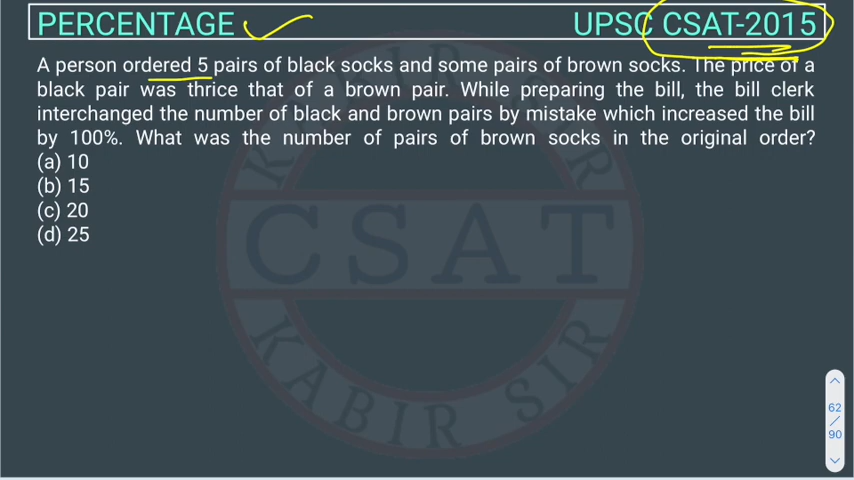 PERCENTAGE
UPSC CSAT-2015
A person ordered 5 pairs of black socks and some pairs of brown socks. The price of a
black pair was thrice that of a brown pair. While preparing the bill, the bill clerk
interchanged the number of black and brown pairs by mistake which increased the bill
by 100%. What was the number of pairs of brown socks in the original order?
(a) 10
(b) 15
(c) 20
(d) 25
KABIR SIR
CSAT
KABIR SIR
62
/
90